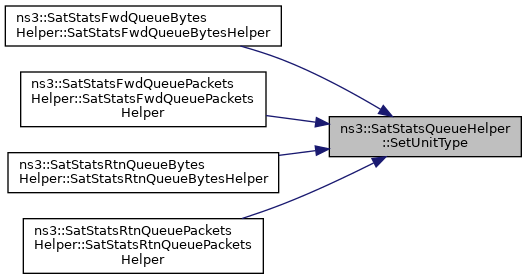 ns3::SatStatsFwdQueueBytes
Helper::SatStatsFwdQueueBytesHelper
ns3::SatStatsFwdQueuePackets
Helper::SatStatsFwdQueuePackets
Helper
ns3::SatStatsQueueHelper
::SetUnitType
ns3::SatStatsRtnQueueBytes
Helper::SatStatsRtnQueueBytesHelper
ns3::SatStatsRtnQueuePackets
Helper::SatStatsRtnQueuePackets
Helper